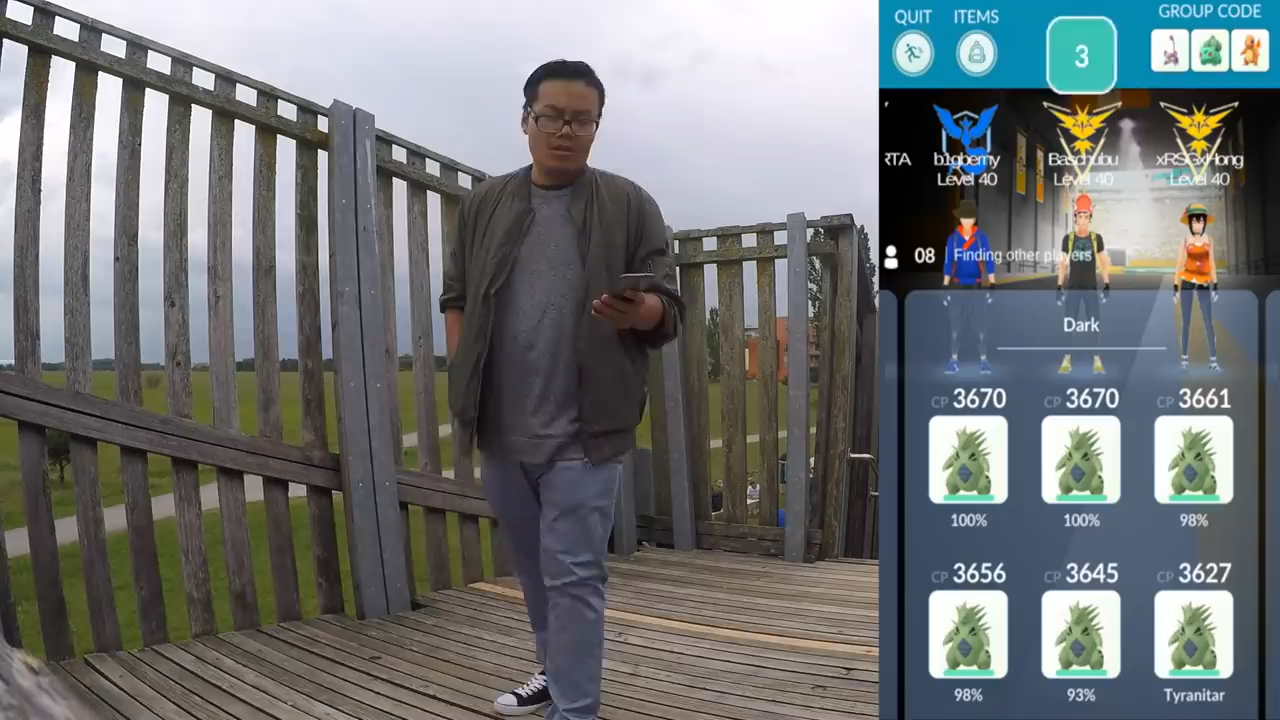 QUIT
ITEMS
GROUP CODE
3
RTA
b1gberny
Level 40
Baschubu
Level 40
xRSGxHong
Level 40
08
Finding other players
Dark
CP 3670
CP 3670
CP 3661
100%
100%
98%
CP 3656
CP 3645
CP 3627
98%
93%
Tyranitar